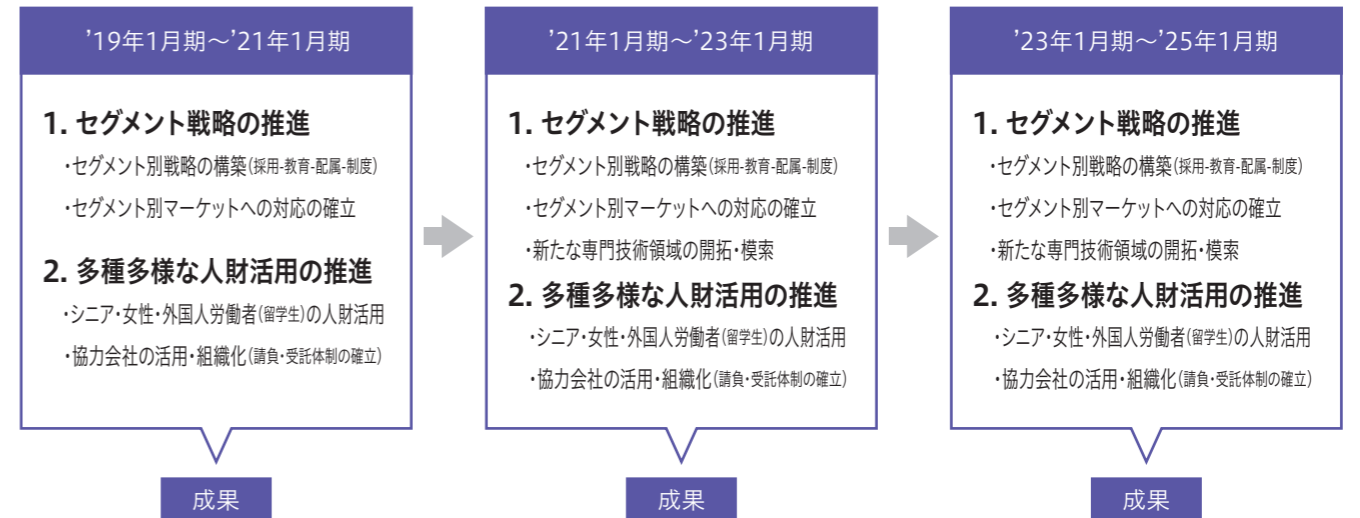 ’19年1月期～’21年1月期
1. セグメント戦略の推進
・セグメント別戦略の構築(採用-教育-配属-制度)
・セグメント別マーケットへの対応の確立
2. 多種多様な人財活用の推進
・シニア・女性・外国人労働者(留学生)の人財活用
・協力会社の活用・組織化(請負・受託体制の確立)
成果
’21年1月期～’23年1月期
1. セグメント戦略の推進
・セグメント別戦略の構築(採用-教育-配属-制度)
・セグメント別マーケットへの対応の確立
・新たな専門技術領域の開拓・模索
2. 多種多様な人財活用の推進
・シニア・女性・外国人労働者(留学生)の人財活用
・協力会社の活用・組織化(請負・受託体制の確立)
成果
’23年1月期～’25年1月期
1. セグメント戦略の推進
・セグメント別戦略の構築(採用-教育-配属-制度)
・セグメント別マーケットへの対応の確立
・新たな専門技術領域の開拓・模索
2. 多種多様な人財活用の推進
・シニア・女性・外国人労働者(留学生)の人財活用
・協力会社の活用・組織化(請負・受託体制の確立)
成果